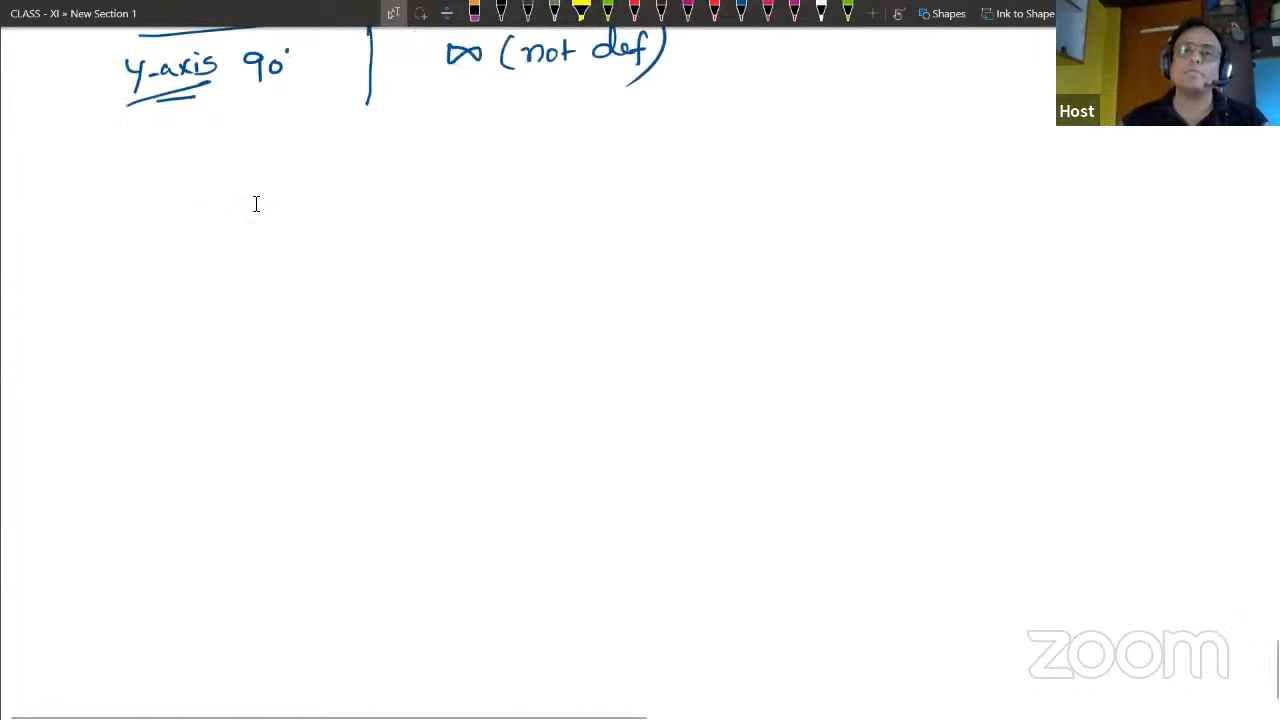 CLASS - XI » New Section 1
Shapes
Ink to Shape
y-axis 90°
∞ (not def)
Host
zoom